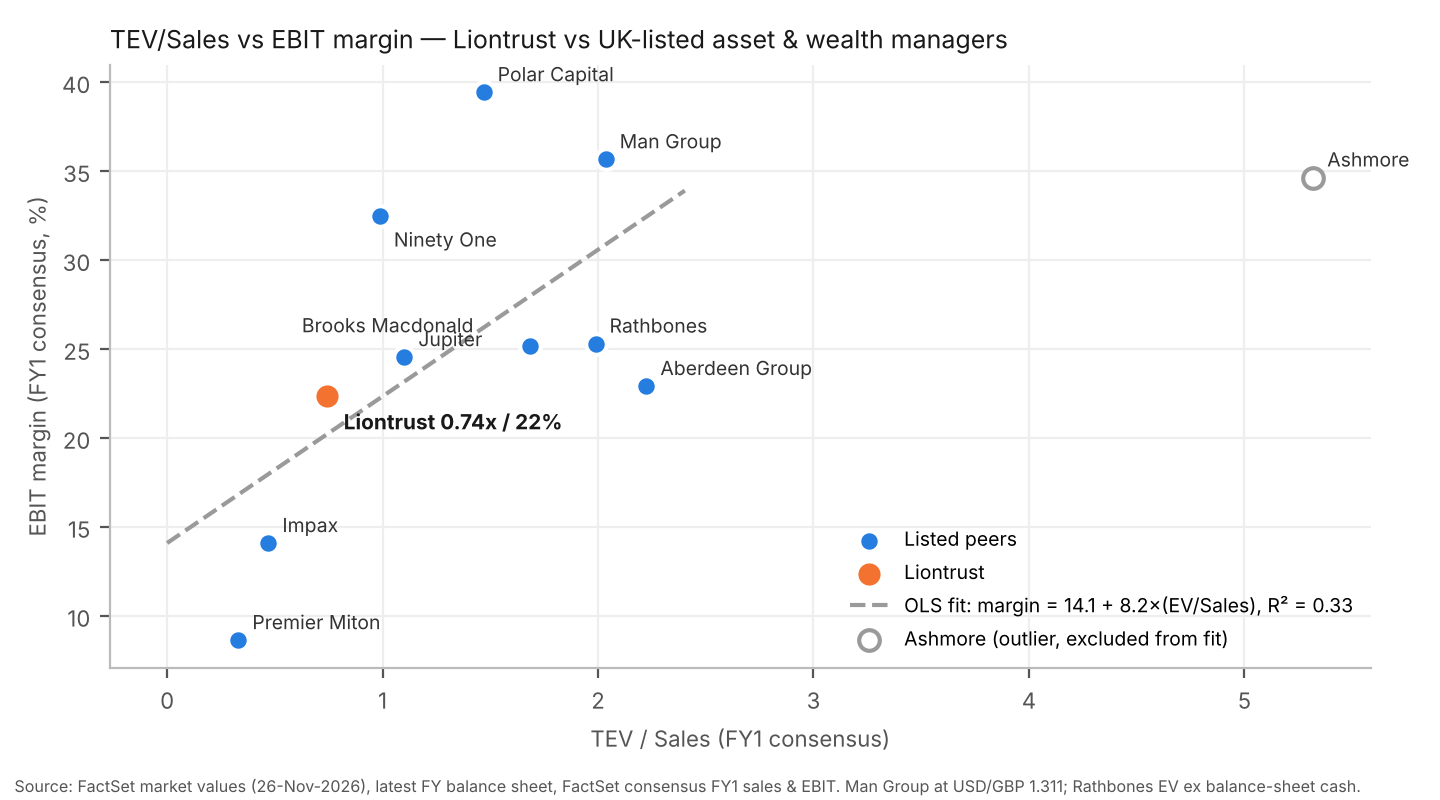 TEV/Sales vs EBIT margin — Liontrust vs UK-listed asset & wealth managers
EBIT margin (FY1 consensus, %)
40
35
30
25
20
15
10
Polar Capital
Man Group
Ashmore
Ninety One
Brooks Macdonald
Jupiter
Rathbones
Aberdeen Group
Liontrust 0.74x / 22%
Impax
Premier Miton
Listed peers
Liontrust
OLS fit: margin = 14.1 + 8.2×(EV/Sales), R² = 0.33
Ashmore (outlier, excluded from fit)
0 1 2 3 4 5
TEV / Sales (FY1 consensus)
Source: FactSet market values (26-Nov-2026), latest FY balance sheet, FactSet consensus FY1 sales & EBIT. Man Group at USD/GBP 1.311; Rathbones EV ex balance-sheet cash.